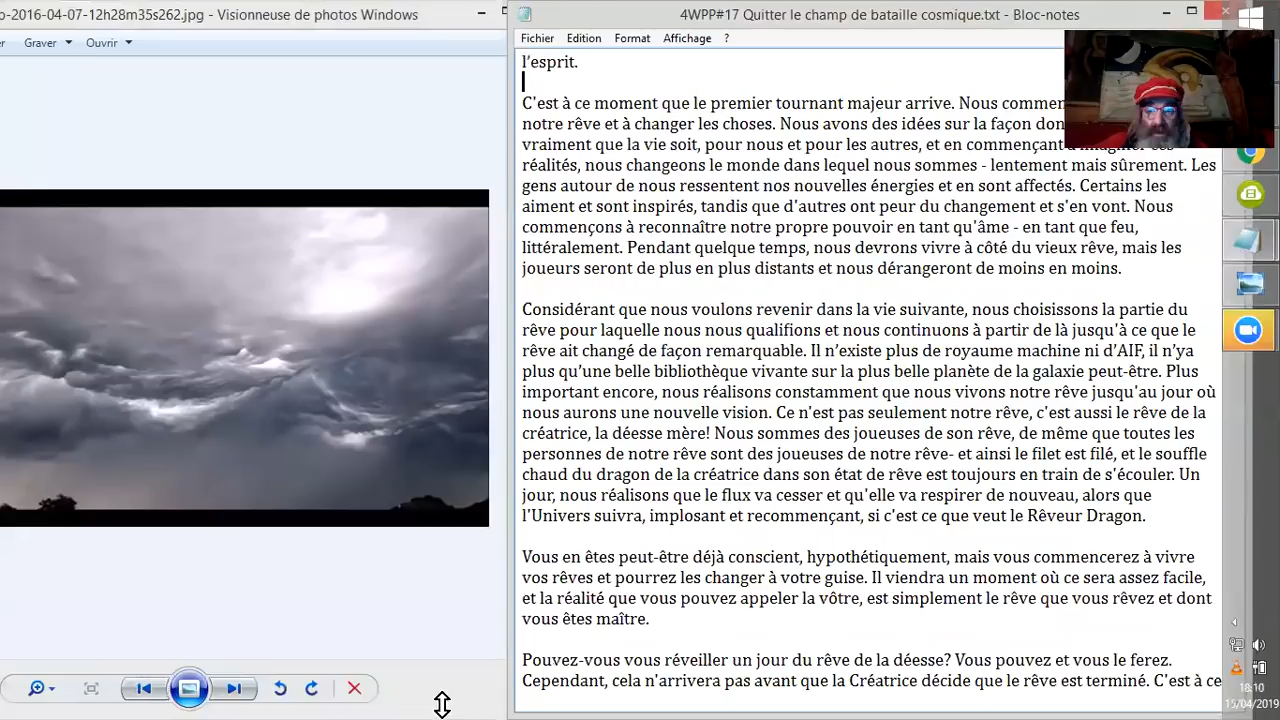 o-2016-04-07-12h28m35s262.jpg - Visionneuse de photos Windows
4WPP#17 Quitter le champ de bataille cosmique.txt - Bloc-notes
Graver Ouvrir
Fichier Edition Format Affichage ?
l'esprit.
C'est à ce moment que le premier tournant majeur arrive. Nous
notre rêve et à changer les choses. Nous avons des idées sur la façon
vraiment que la vie soit, pour nous et pour les autres, et en commençant
réalités, nous changeons le monde dans lequel nous sommes - lentement mais sûrement. Les
gens autour de nous ressentent nos nouvelles énergies et en sont affectés. Certains les
aiment et sont inspirés, tandis que d'autres ont peur du changement et s'en vont. Nous
commençons à reconnaître notre propre pouvoir en tant qu'âme - en tant que feu,
littéralement. Pendant quelque temps, nous devrons vivre à côté du vieux rêve, mais les
joueurs seront de plus en plus distants et nous dérangeront de moins en moins.
Considérant que nous voulons revenir dans la vie suivante, nous choisissons la partie du
rêve pour laquelle nous nous qualifions et nous continuons à partir de là jusqu'à ce que le
rêve ait changé de façon remarquable. Il n’existe plus de royaume machine ni d’AIF, il n’ya
plus qu’une belle bibliothèque vivante sur la plus belle planète de la galaxie peut-être. Plus
important encore, nous réalisons constamment que nous vivons notre rêve jusqu'au jour où
nous aurons une nouvelle vision. Ce n'est pas seulement notre rêve, c'est aussi le rêve de la
créatrice, la déesse mère! Nous sommes des joueuses de son rêve, de même que toutes les
personnes de notre rêve sont des joueuses de notre rêve- et ainsi le filet est filé, et le souffle
chaud du dragon de la créatrice dans son état de rêve est toujours en train de s'écouler. Un
jour, nous réalisons que le flux va cesser et qu'elle va respirer de nouveau, alors que
l'Univers suivra, implosant et recommençant, si c'est ce que veut le Rêveur Dragon.
Vous en êtes peut-être déjà conscient, hypothétiquement, mais vous commencerez à vivre
vos rêves et pourrez les changer à votre guise. Il viendra un moment où ce sera assez facile,
et la réalité que vous pouvez appeler la vôtre, est simplement le rêve que vous rêvez et dont
vous êtes maître.
Pouvez-vous vous réveiller un jour du rêve de la déesse? Vous pouvez et vous le ferez.
Cependant, cela n'arrivera pas avant que la Créatrice décide que le rêve est terminé. C'est à ce
18:10
15/04/2019